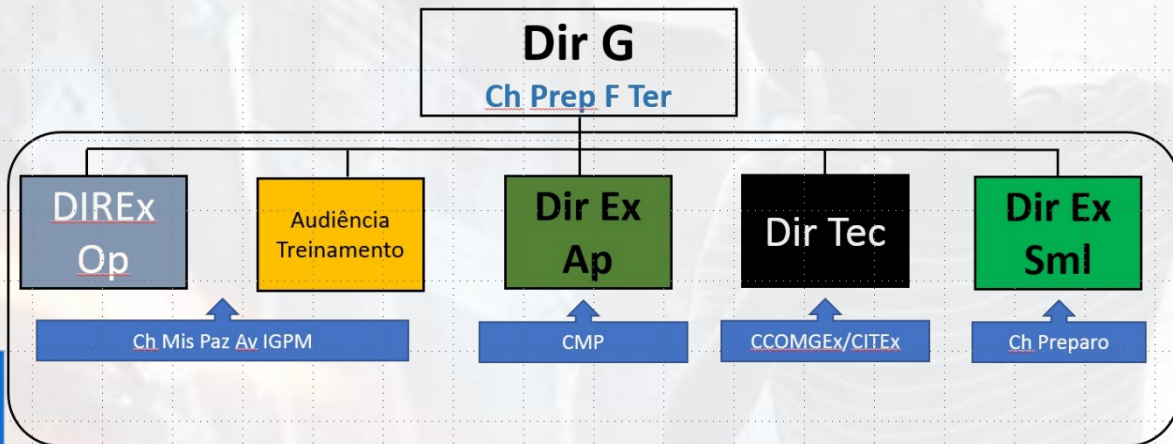 Dir G
Ch Prep F Ter
DIREx
Op
Audiência
Treinamento
Dir Ex
Ap
Dir Tec
Dir Ex
Sml
Ch Mis Paz Av IGPM
CMP
CCOMGEx/CITEx
Ch Preparo